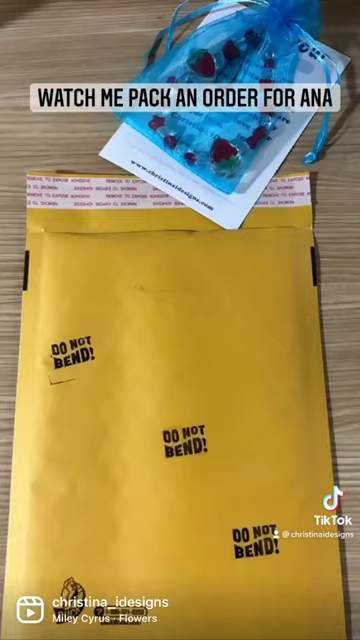 WATCH ME PACK AN ORDER FOR ANA
www.christinaidesigns.com
REMOVE TO EXPOSE ADHESIVE
DO NOT
BEND!
DO NOT
BEND!
DO NOT
BEND!
TikTok
@christinaidesigns
christina_idesigns
Miley Cyrus · Flowers